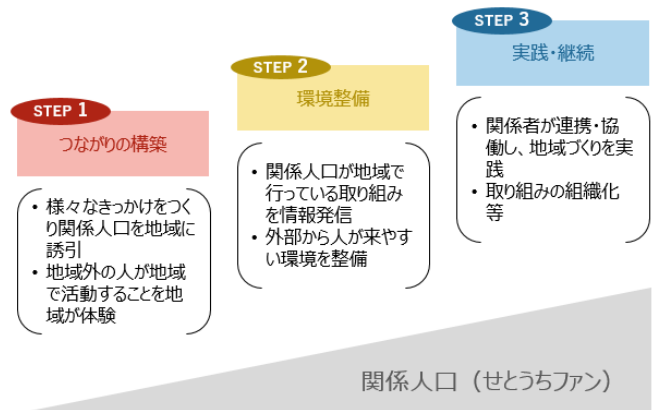 STEP 1
つながりの構築
• 様々なきっかけをつく
り関係人口を地域に
誘引
• 地域外の人が地域
で活動することを地
域が体験
STEP 2
環境整備
• 関係人口が地域で
行っている取り組み
を情報発信
• 外部から人が来やす
い環境を整備
STEP 3
実践・継続
• 関係者が連携・協
働し、地域づくりを実
践
• 取り組みの組織化
等
関係人口（せとうちファン）